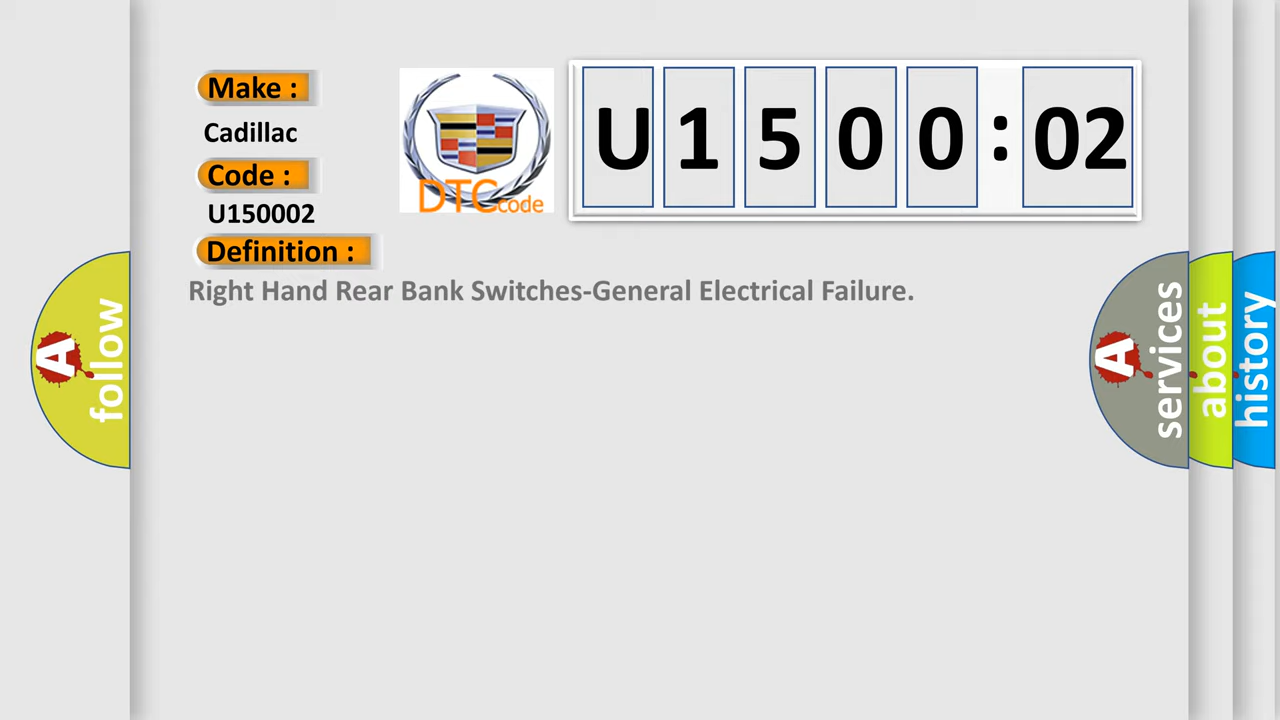 Make :
Cadillac
Code :
U150002
Definition :
Right Hand Rear Bank Switches-General Electrical Failure.
DTC code
U 1 5 0 0 : 02
A follow
A services
about
history